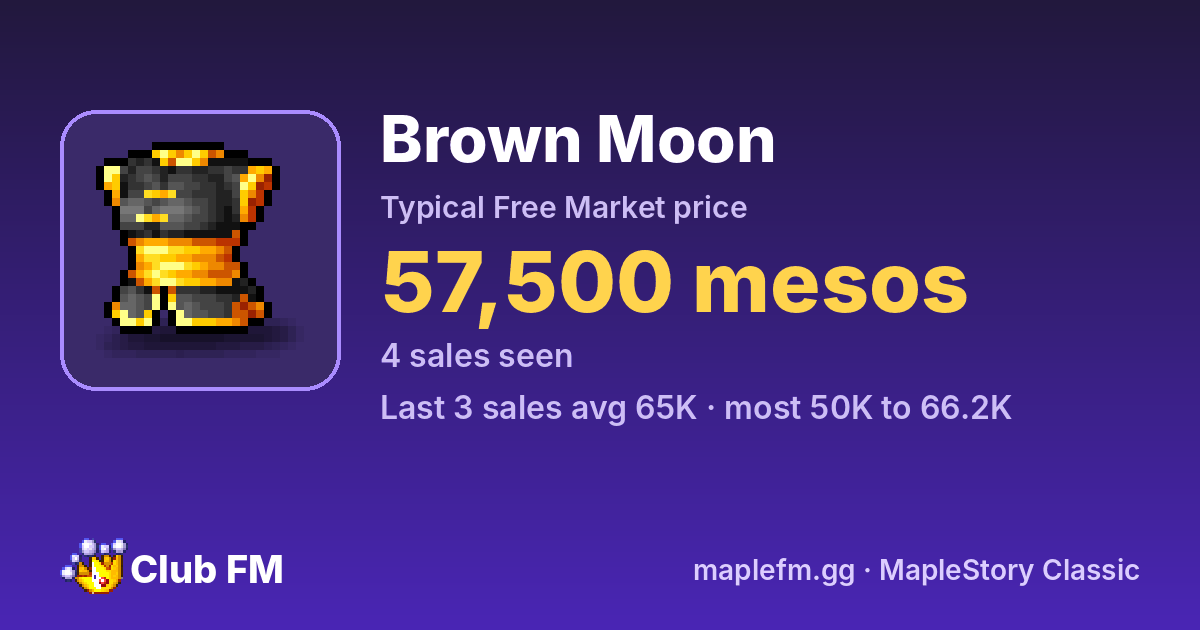 Brown Moon
Typical Free Market price
57,500 mesos
4 sales seen
Last 3 sales avg 65K · most 50K to 66.2K
Club FM
maplefm.gg · MapleStory Classic